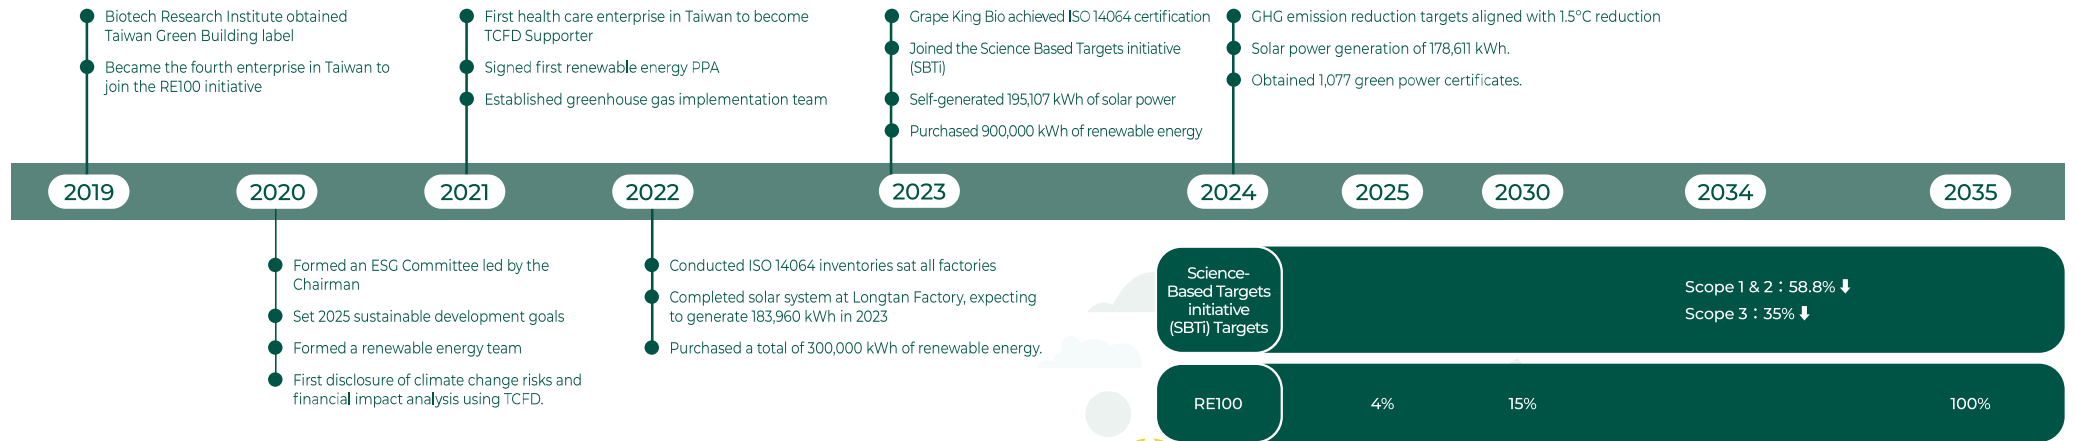 Biotech Research Institute obtained
Taiwan Green Building label
Became the fourth enterprise in Taiwan to
join the RE100 initiative
First health care enterprise in Taiwan to become
TCFD Supporter
Signed first renewable energy PPA
Established greenhouse gas implementation team
Grape King Bio achieved ISO 14064 certification
Joined the Science Based Targets initiative
(SBTi)
Self-generated 195,107 kWh of solar power
Purchased 900,000 kWh of renewable energy
GHG emission reduction targets aligned with 1.5°C reduction
Solar power generation of 178,611 kWh.
Obtained 1,077 green power certificates.
2019
2020
2021
2022
2023
2024
2025
2030
2034
2035
Formed an ESG Committee led by the
Chairman
Set 2025 sustainable development goals
Formed a renewable energy team
First disclosure of climate change risks and
financial impact analysis using TCFD.
Conducted ISO 14064 inventories sat all factories
Completed solar system at Longtan Factory, expecting
to generate 183,960 kWh in 2023
Purchased a total of 300,000 kWh of renewable energy.
Science-
Based Targets
initiative
(SBTi) Targets
Scope 1 & 2：58.8% ⬇
Scope 3：35% ⬇
RE100
4%
15%
100%